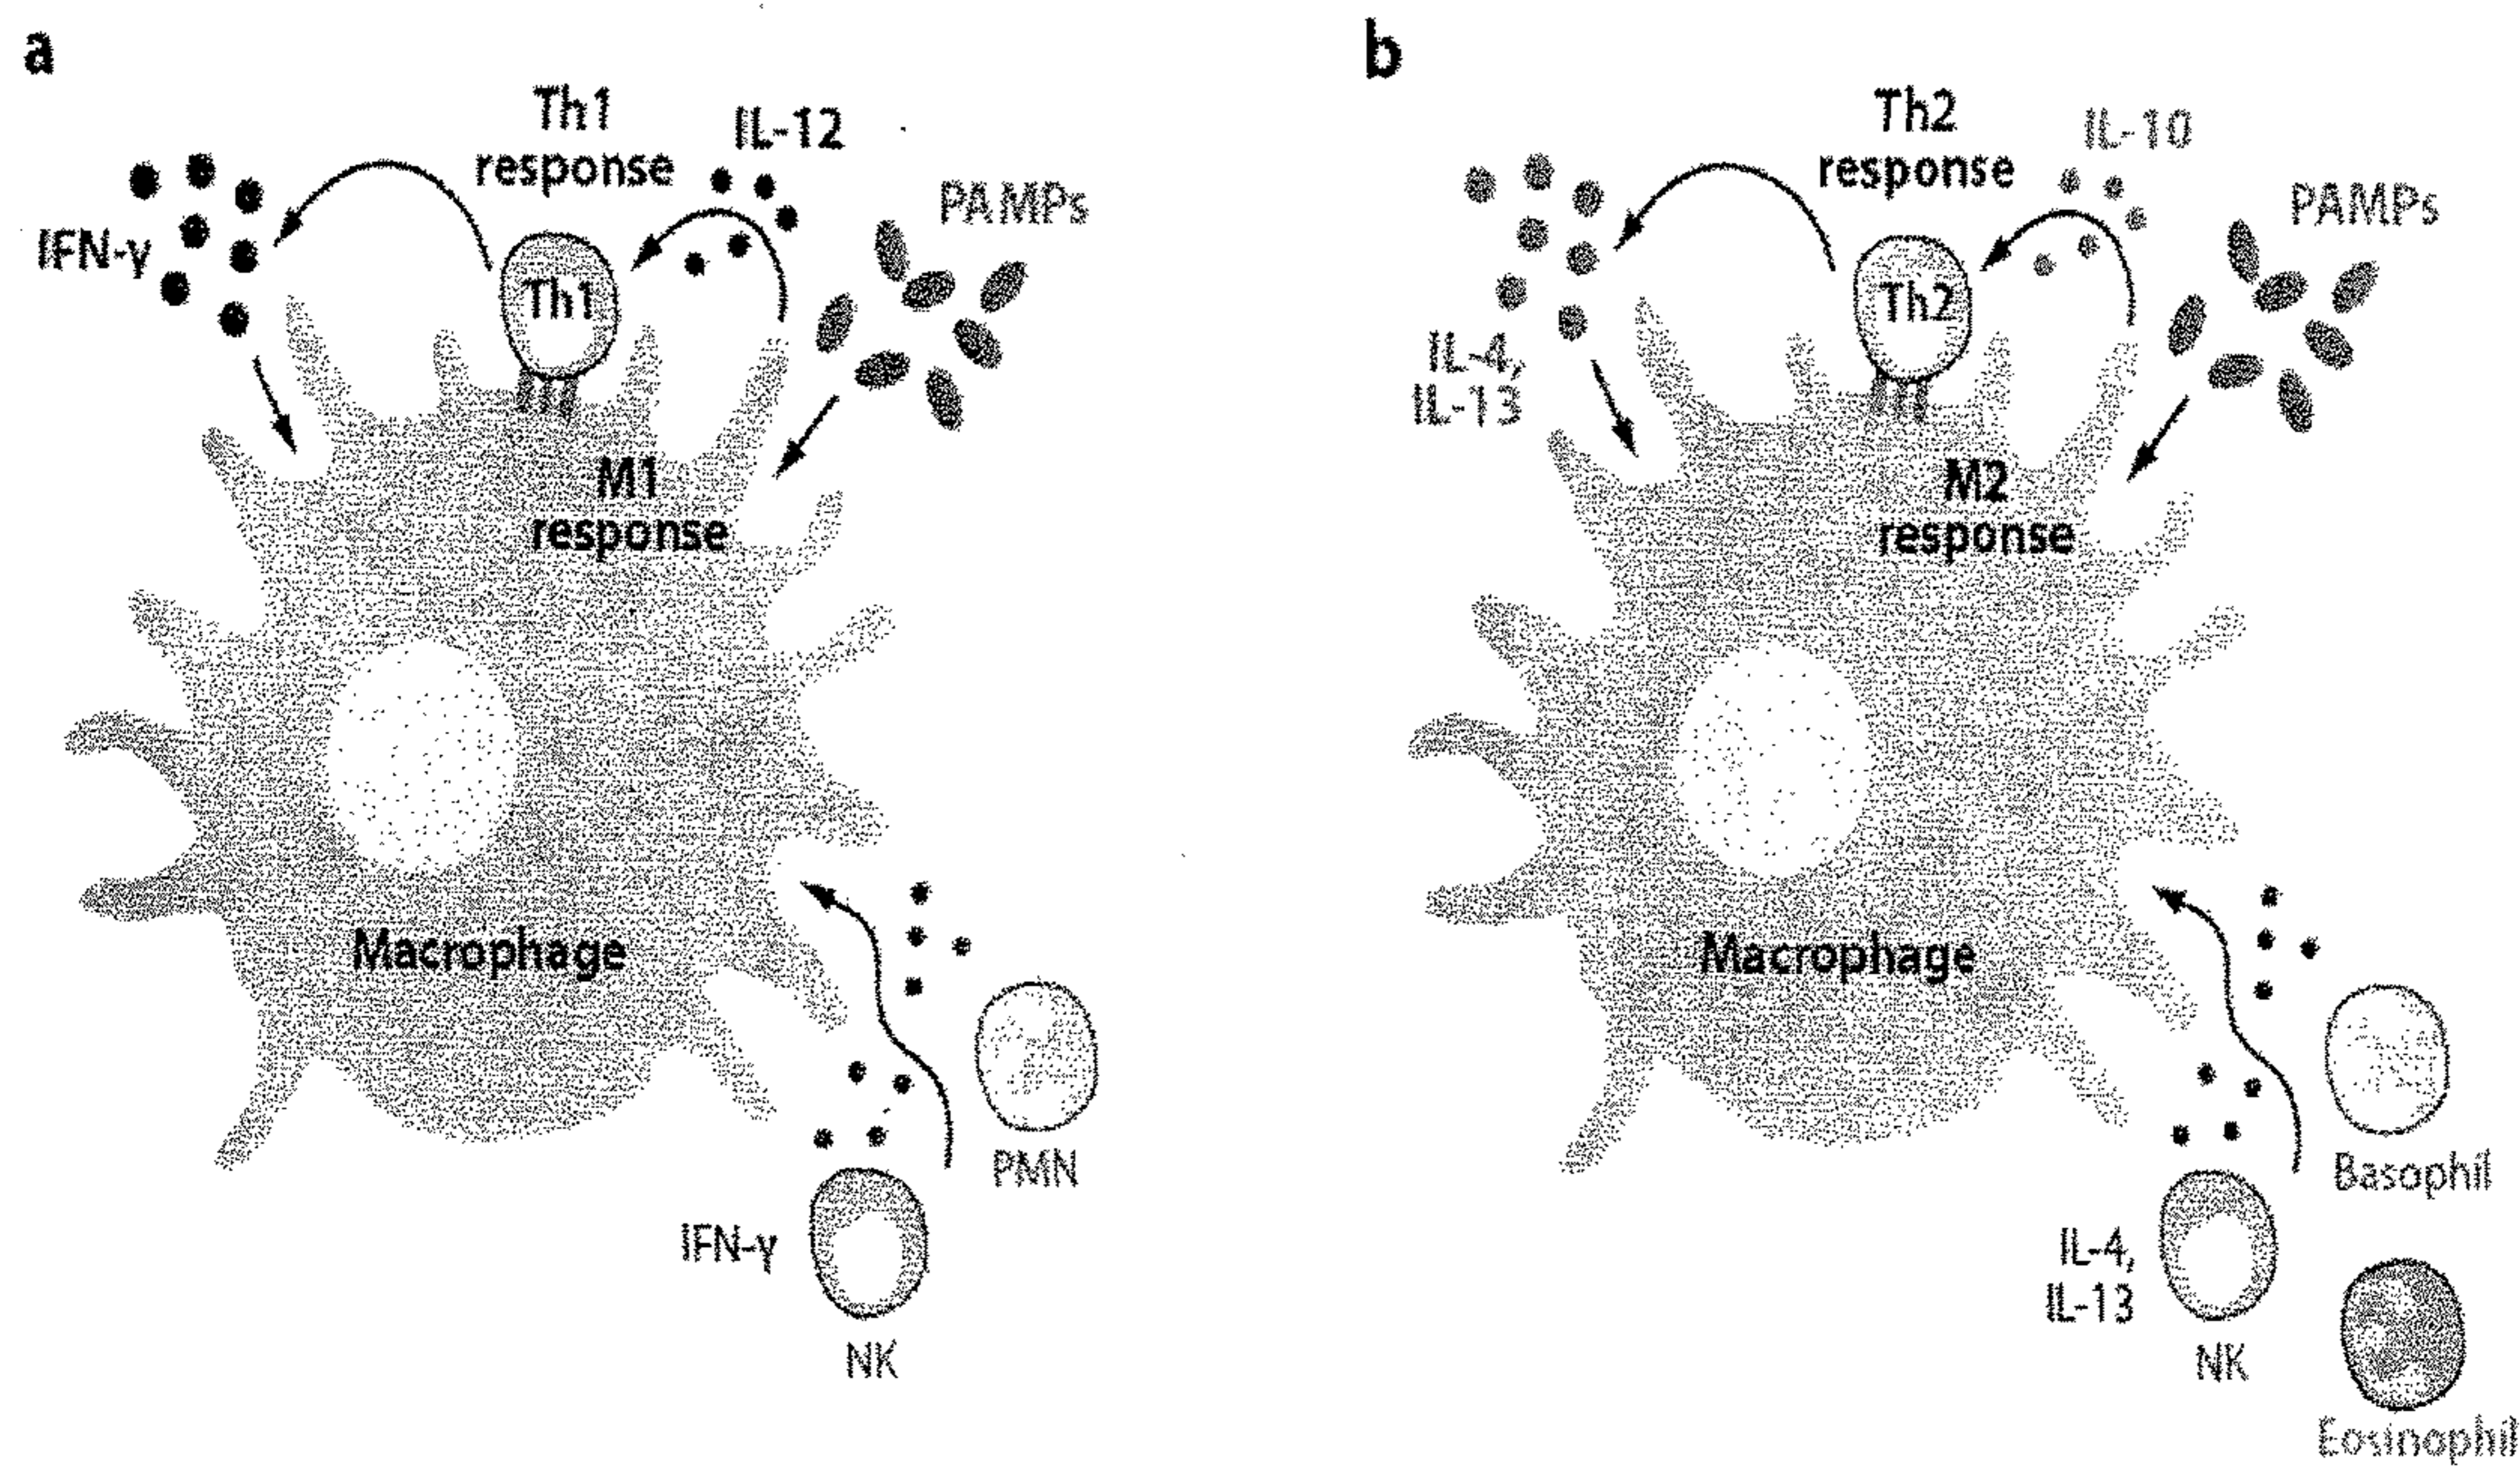 a
Th1
response
IL-12
PAMPs
IFN-γ
Th1
M1
response
Macrophage
PMN
IFN-γ
NK
b
Th2
response
IL-10
PAMPs
Th2
IL-4,
IL-13
M2
response
Macrophage
Basophil
IL-4,
IL-13
NK
Eosinophil